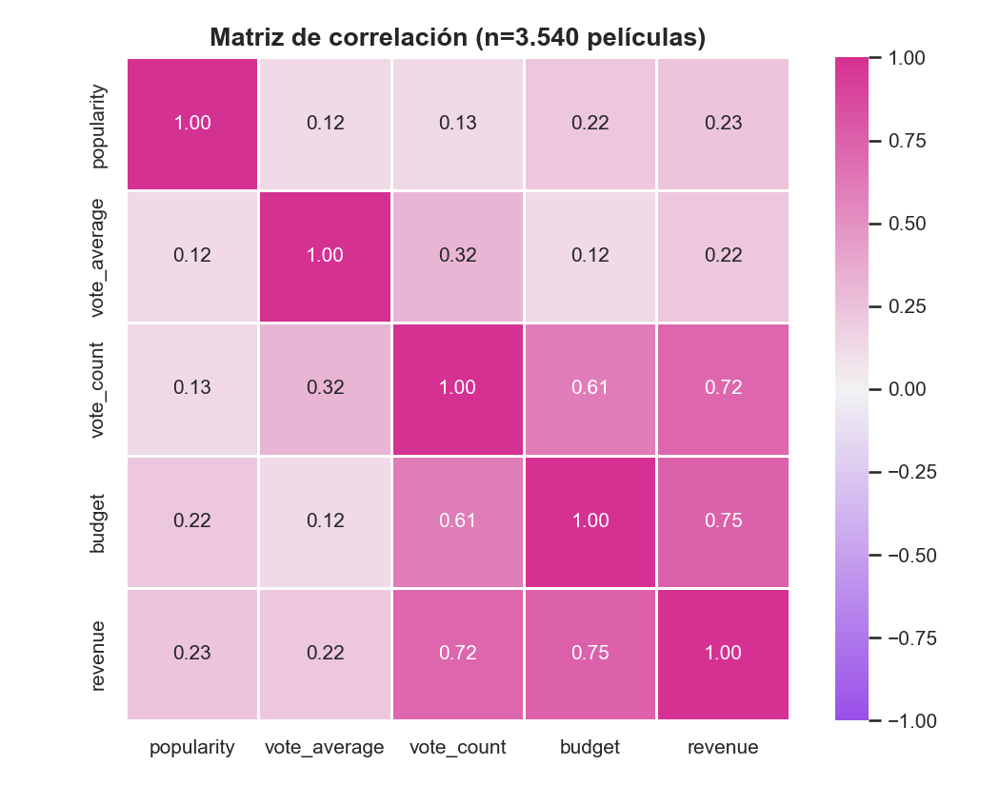 Matriz de correlación (n=3.540 películas)
popularity 1.00 0.12 0.13 0.22 0.23
vote_average 0.12 1.00 0.32 0.12 0.22
vote_count 0.13 0.32 1.00 0.61 0.72
budget 0.22 0.12 0.61 1.00 0.75
revenue 0.23 0.22 0.72 0.75 1.00
popularity vote_average vote_count budget revenue
1.00
0.75
0.50
0.25
0.00
−0.25
−0.50
−0.75
−1.00